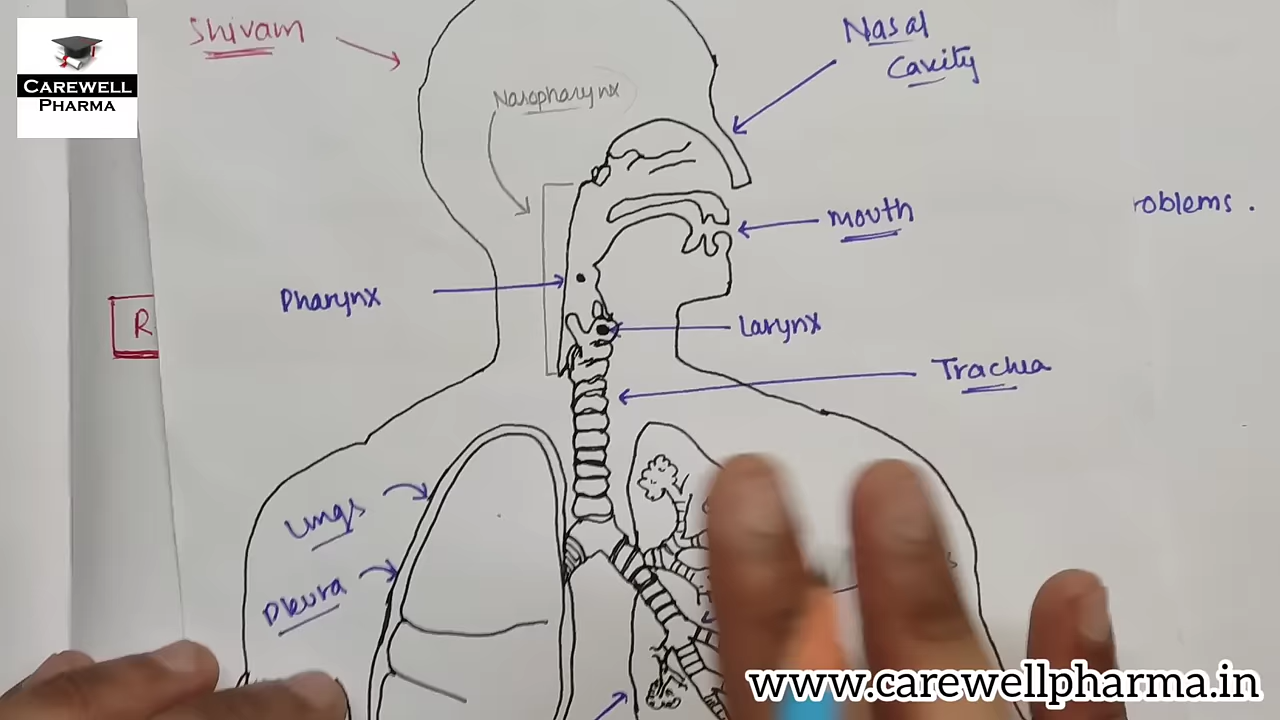 Shivam
CAREWELL
PHARMA
Nasal
Cavity
Nasopharynx
mouth
roblems.
Pharynx
R
Larynx
Trachea
Lungs
Pleura
www.carewellpharma.in